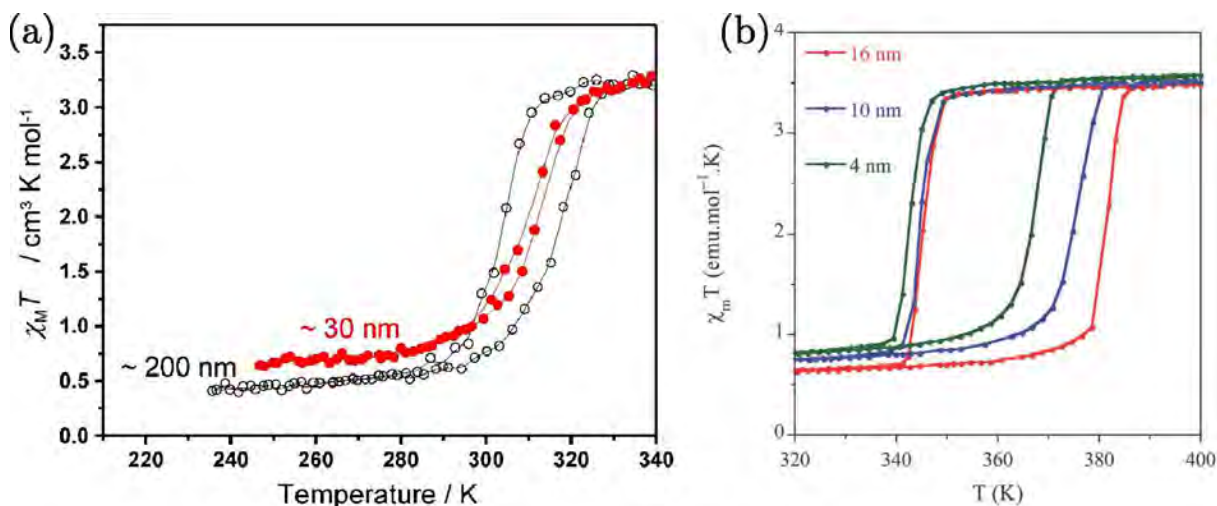 (a)
3.5
3.0
2.5
2.0
1.5
1.0
0.5
0.0
χMT / cm³ K mol⁻¹
~ 30 nm
~ 200 nm
220 240 260 280 300 320 340
Temperature / K
(b)
4
3
2
1
0
χmT (emu.mol⁻¹.K)
16 nm
10 nm
4 nm
320 340 360 380 400
T (K)